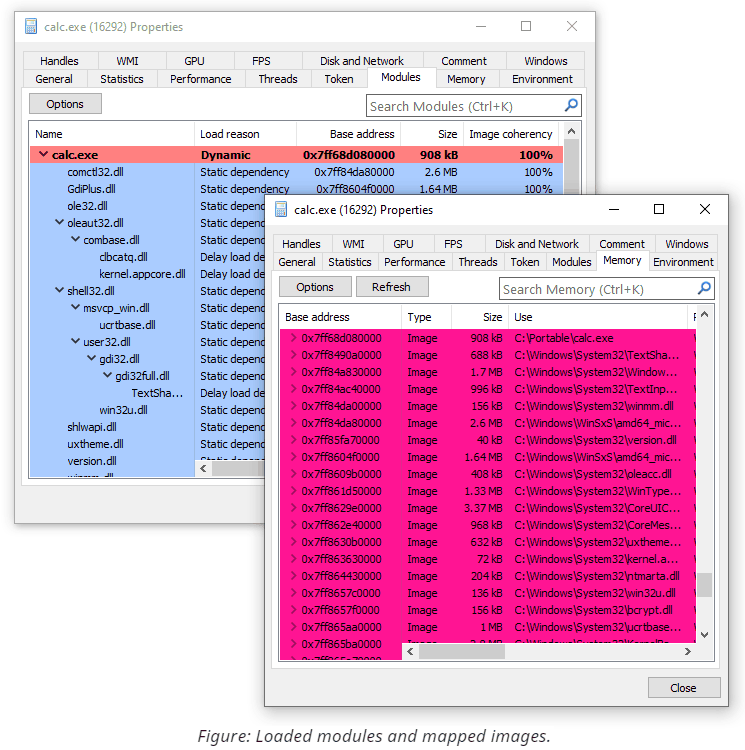 calc.exe (16292) Properties
Handles WMI GPU FPS Disk and Network Comment Windows
General Statistics Performance Threads Token Modules Memory Environment
Options Search Modules (Ctrl+K)
Name Load reason Base address Size Image coherency
calc.exe Dynamic 0x7ff68d080000 908 kB 100%
comctl32.dll Static dependency 0x7ff84da80000 2.6 MB 100%
GdiPlus.dll Static dependency 0x7ff8604f0000 1.64 MB 100%
ole32.dll Static depend
oleaut32.dll Static depend
combase.dll Static depend
clbcatq.dll Delay load de
kernel.appcore.dll Delay load de
shell32.dll Static depend
msvcp_win.dll Static depend
ucrtbase.dll Static depend
user32.dll Static depend
gdi32.dll Static depend
gdi32full.dll Static depend
TextSha... Delay load de
win32u.dll Static depend
shlwapi.dll Static depend
uxtheme.dll Static depend
version.dll Static depend
winmm.dll
calc.exe (16292) Properties
Handles WMI GPU FPS Disk and Network Comment Windows
General Statistics Performance Threads Token Modules Memory Environment
Options Refresh Search Memory (Ctrl+K)
Base address Type Size Use
0x7ff68d080000 Image 908 kB C:\Portable\calc.exe
0x7ff8490a0000 Image 688 kB C:\Windows\System32\TextSha...
0x7ff84a830000 Image 1.7 MB C:\Windows\System32\Window...
0x7ff84ac40000 Image 996 kB C:\Windows\System32\TextInp...
0x7ff84da00000 Image 156 kB C:\Windows\System32\winmm.dll
0x7ff84da80000 Image 2.6 MB C:\Windows\WinSxS\amd64_mic...
0x7ff85fa70000 Image 40 kB C:\Windows\System32\version.dll
0x7ff8604f0000 Image 1.64 MB C:\Windows\WinSxS\amd64_mic...
0x7ff8609b0000 Image 408 kB C:\Windows\System32\oleacc.dll
0x7ff861d50000 Image 1.33 MB C:\Windows\System32\WinType...
0x7ff8629e0000 Image 3.37 MB C:\Windows\System32\CoreUIC...
0x7ff862e40000 Image 968 kB C:\Windows\System32\CoreMes...
0x7ff8630b0000 Image 632 kB C:\Windows\System32\uxtheme...
0x7ff863630000 Image 72 kB C:\Windows\System32\kernel.a...
0x7ff864430000 Image 204 kB C:\Windows\System32\ntmarta.dll
0x7ff8657c0000 Image 136 kB C:\Windows\System32\win32u.dll
0x7ff8657f0000 Image 156 kB C:\Windows\System32\bcrypt.dll
0x7ff865aa0000 Image 1 MB C:\Windows\System32\ucrtbase...
0x7ff865ba0000 Image
Close
Figure: Loaded modules and mapped images.